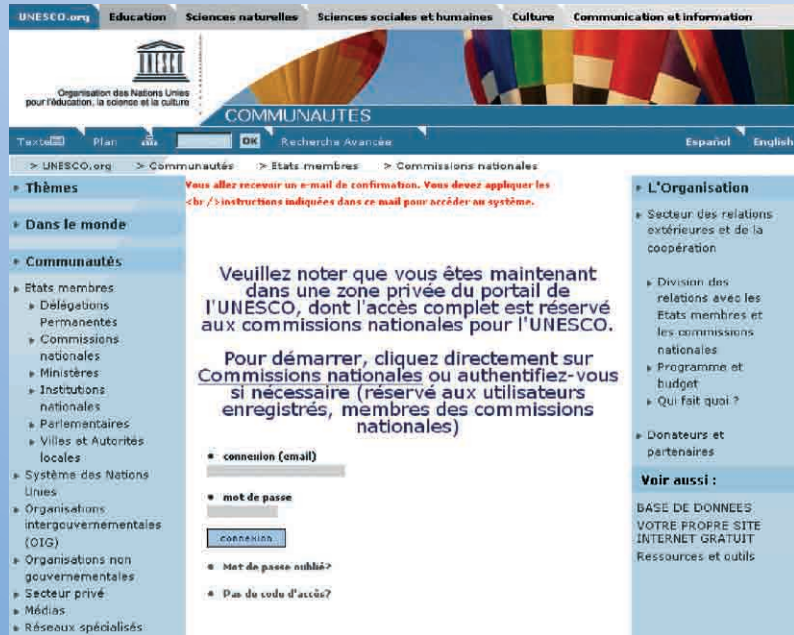 UNESCO.org Education Sciences naturelles Sciences sociales et humaines Culture Communication et information
Organisation des Nations Unies
pour l'éducation, la science et la culture
COMMUNAUTES
Texte Plan OK Recherche Avancée Español English
> UNESCO.org > Communautés > Etats membres > Commissions nationales
Thèmes
Dans le monde
Communautés
Etats membres
Délégations
Permanentes
Commissions
nationales
Ministères
Institutions
nationales
Parlementaires
Villes et Autorités
locales
Système des Nations
Unies
Organisations
intergouvernementales
(OIG)
Organisations non
gouvernementales
Secteur privé
Médias
Réseaux spécialisés
Vous allez recevoir un e-mail de confirmation. Vous devez appliquer les
<br />instructions indiquées dans ce mail pour accéder au système.
Veuillez noter que vous êtes maintenant
dans une zone privée du portail de
l'UNESCO, dont l'accès complet est réservé
aux commissions nationales pour l'UNESCO.
Pour démarrer, cliquez directement sur
Commissions nationales ou authentifiez-vous
si nécessaire (réservé aux utilisateurs
enregistrés, membres des commissions
nationales)
connexion (email)
mot de passe
connexion
Mot de passe oublié?
Pas de code d'accès?
L'Organisation
Secteur des relations
extérieures et de la
coopération
Division des
relations avec les
Etats membres et
les commissions
nationales
Programme et
budget
Qui fait quoi ?
Donateurs et
partenaires
Voir aussi :
BASE DE DONNEES
VOTRE PROPRE SITE
INTERNET GRATUIT
Ressources et outils